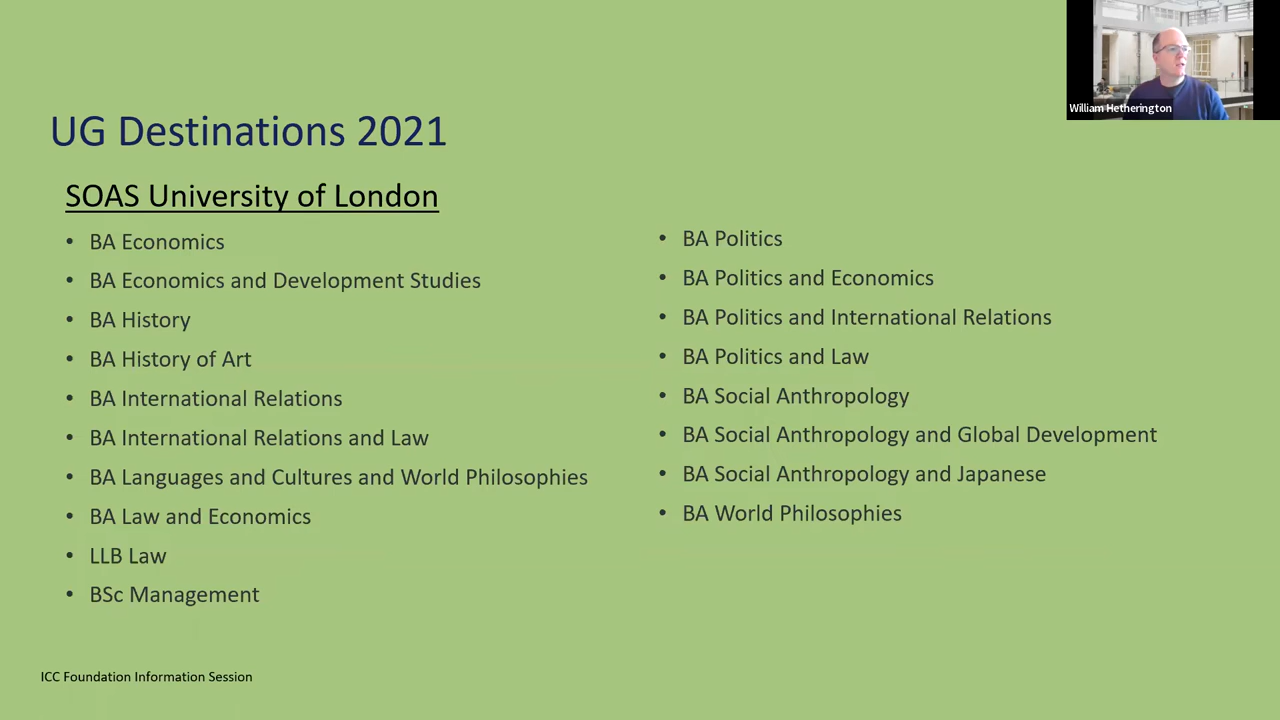 William Hetherington
UG Destinations 2021
SOAS University of London
• BA Economics
• BA Economics and Development Studies
• BA History
• BA History of Art
• BA International Relations
• BA International Relations and Law
• BA Languages and Cultures and World Philosophies
• BA Law and Economics
• LLB Law
• BSc Management
• BA Politics
• BA Politics and Economics
• BA Politics and International Relations
• BA Politics and Law
• BA Social Anthropology
• BA Social Anthropology and Global Development
• BA Social Anthropology and Japanese
• BA World Philosophies
ICC Foundation Information Session